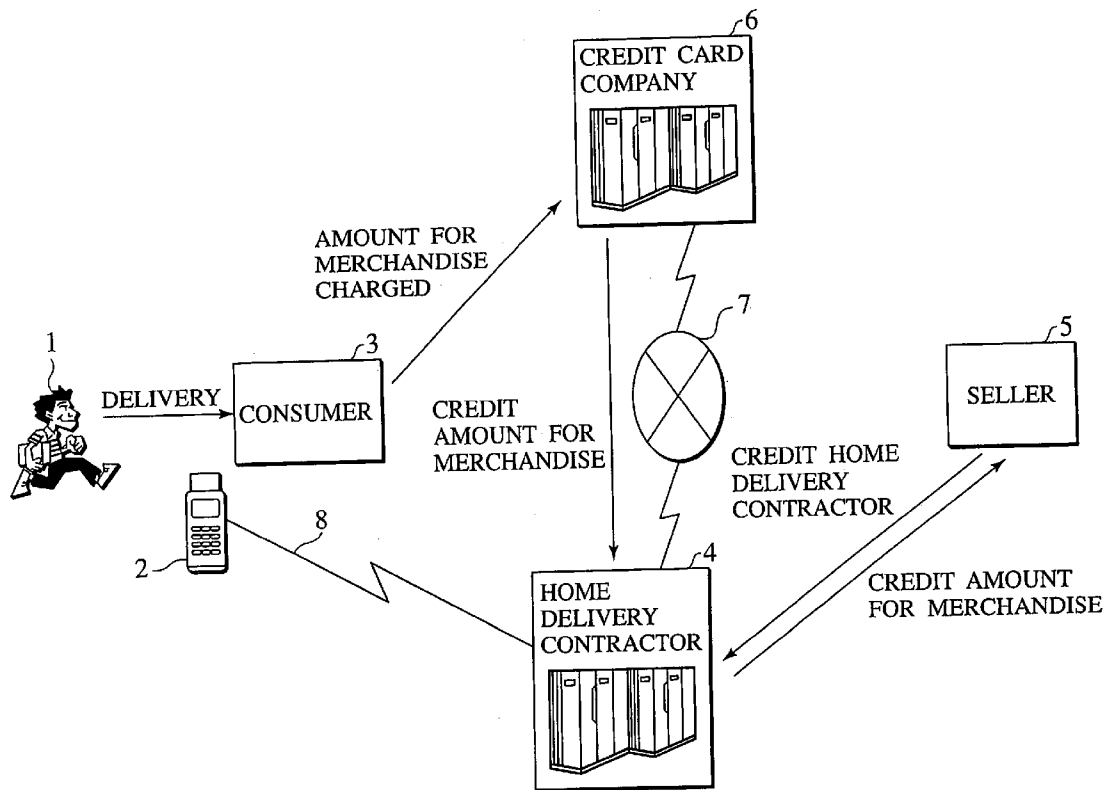 6
CREDIT CARD
COMPANY
AMOUNT FOR
MERCHANDISE
CHARGED
7
5
1
3
DELIVERY
CONSUMER
SELLER
CREDIT
AMOUNT FOR
MERCHANDISE
CREDIT HOME
DELIVERY
CONTRACTOR
8
2
4
HOME
DELIVERY
CONTRACTOR
CREDIT AMOUNT
FOR MERCHANDISE